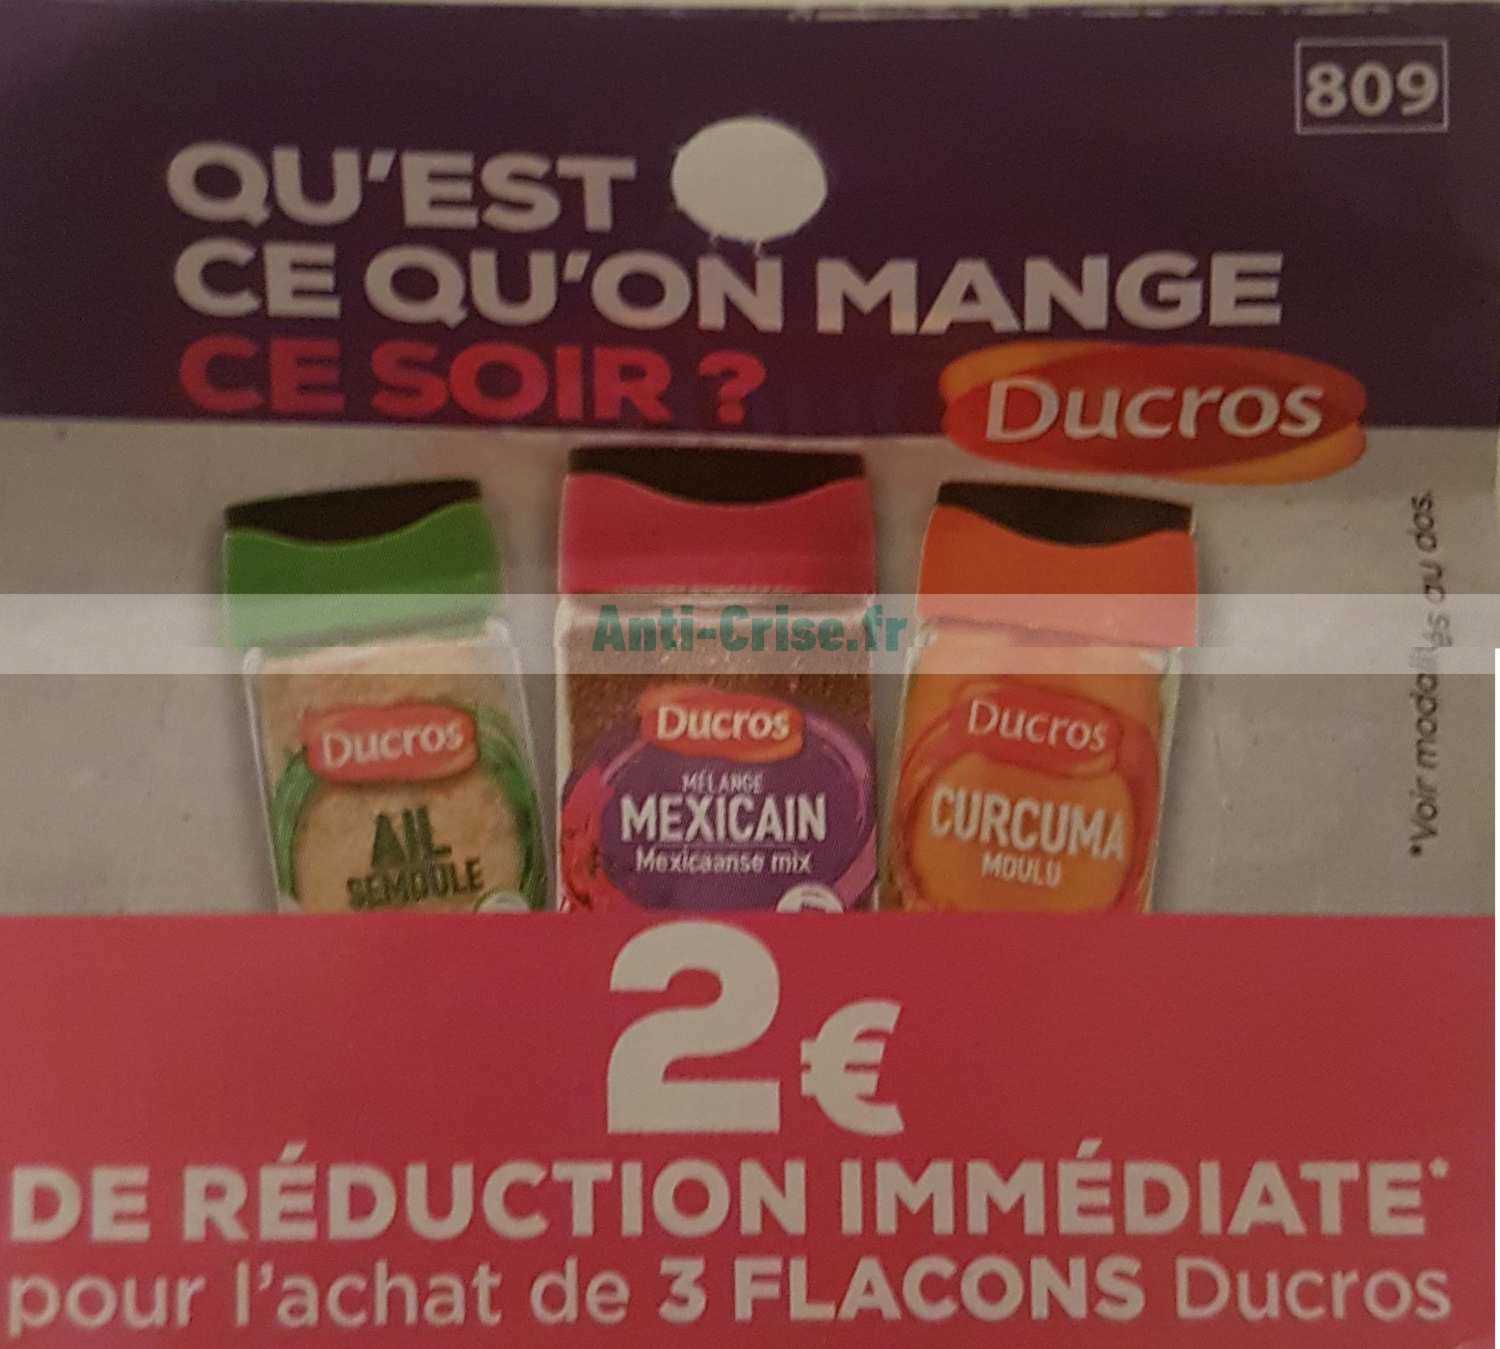 809
QU'EST
CE QU'ON MANGE
CE SOIR ?
Ducros
*Voir modalités au dos.
Anti-Crise.fr
Ducros
AIL
SEMOULE
Ducros
MÉLANGE
MEXICAIN
Mexicaanse mix
Ducros
CURCUMA
MOULU
2€
DE RÉDUCTION IMMÉDIATE*
pour l'achat de 3 FLACONS Ducros